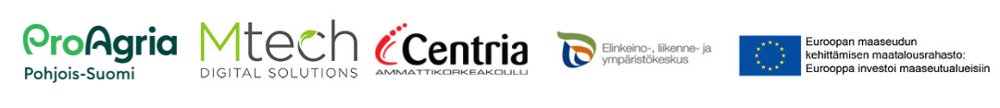 ProAgria
Pohjois-Suomi
Mtech
DIGITAL SOLUTIONS
Centria
AMMATTIKORKEAKOULU
Elinkeino-, liikenne- ja
ympäristökeskus
Euroopan maaseudun
kehittämisen maatalousrahasto:
Eurooppa investoi maaseutualueisiin